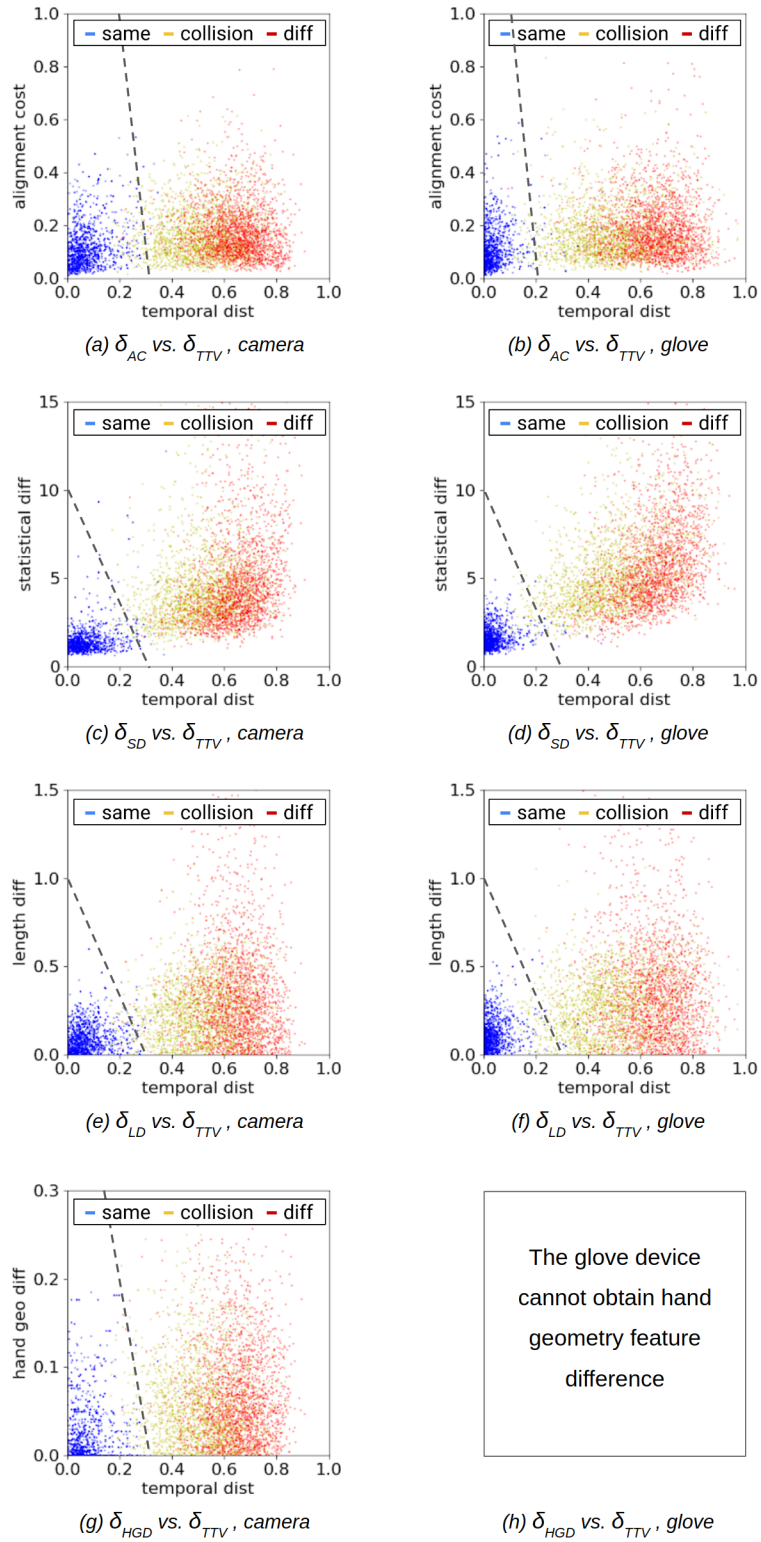 1.0
same collision diff
0.8
0.6
0.4
0.2
0.0
alignment cost
0.0 0.2 0.4 0.6 0.8 1.0
temporal dist
(a) δAC vs. δTTV , camera
1.0
same collision diff
0.8
0.6
0.4
0.2
0.0
alignment cost
0.0 0.2 0.4 0.6 0.8 1.0
temporal dist
(b) δAC vs. δTTV , glove
15
same collision diff
10
5
0
statistical diff
0.0 0.2 0.4 0.6 0.8 1.0
temporal dist
(c) δSD vs. δTTV , camera
15
same collision diff
10
5
0
statistical diff
0.0 0.2 0.4 0.6 0.8 1.0
temporal dist
(d) δSD vs. δTTV , glove
1.5
same collision diff
1.0
0.5
0.0
length diff
0.0 0.2 0.4 0.6 0.8 1.0
temporal dist
(e) δLD vs. δTTV , camera
1.5
same collision diff
1.0
0.5
0.0
length diff
0.0 0.2 0.4 0.6 0.8 1.0
temporal dist
(f) δLD vs. δTTV , glove
0.3
same collision diff
0.2
0.1
0.0
hand geo diff
0.0 0.2 0.4 0.6 0.8 1.0
temporal dist
(g) δHGD vs. δTTV , camera
The glove device
cannot obtain hand
geometry feature
difference
(h) δHGD vs. δTTV , glove